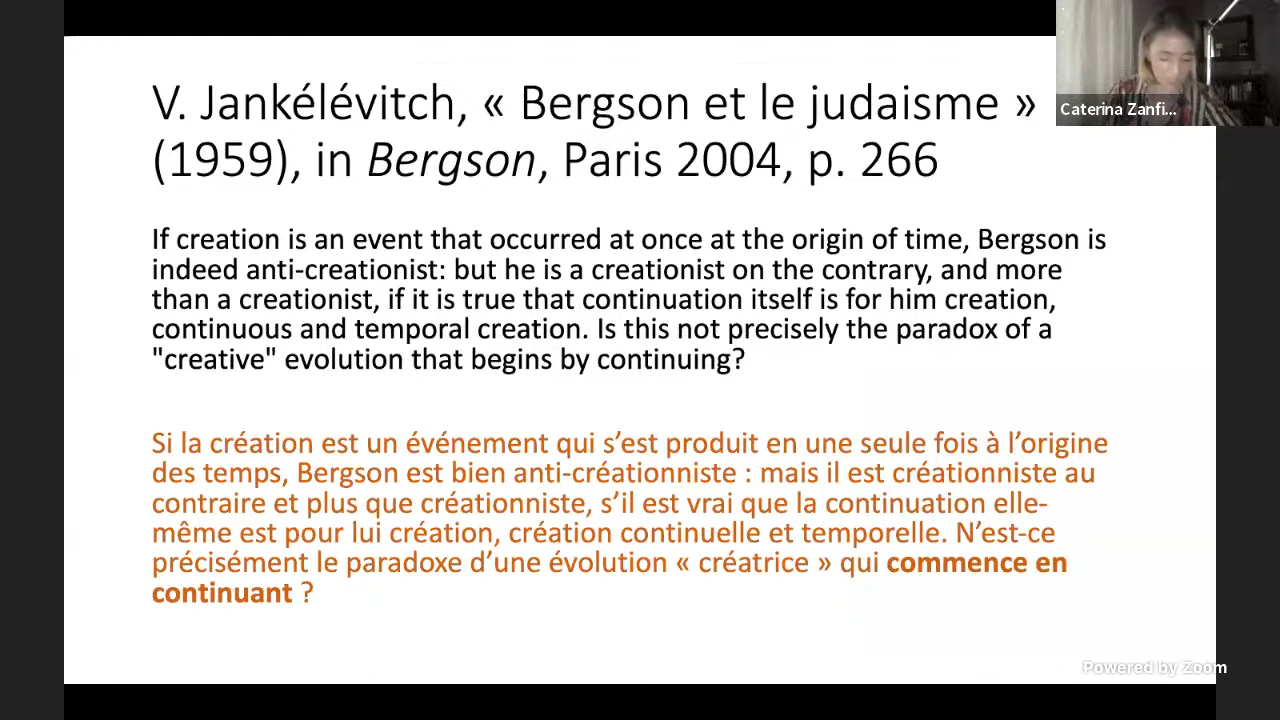 V. Jankélévitch, « Bergson et le judaisme »
(1959), in Bergson, Paris 2004, p. 266
Caterina Zanfi...
If creation is an event that occurred at once at the origin of time, Bergson is
indeed anti-creationist: but he is a creationist on the contrary, and more
than a creationist, if it is true that continuation itself is for him creation,
continuous and temporal creation. Is this not precisely the paradox of a
"creative" evolution that begins by continuing?
Si la création est un événement qui s’est produit en une seule fois à l’origine
des temps, Bergson est bien anti-créationniste : mais il est créationniste au
contraire et plus que créationniste, s’il est vrai que la continuation elle-
même est pour lui création, création continuelle et temporelle. N’est-ce
précisément le paradoxe d’une évolution « créatrice » qui commence en
continuant ?
Powered by Zoom